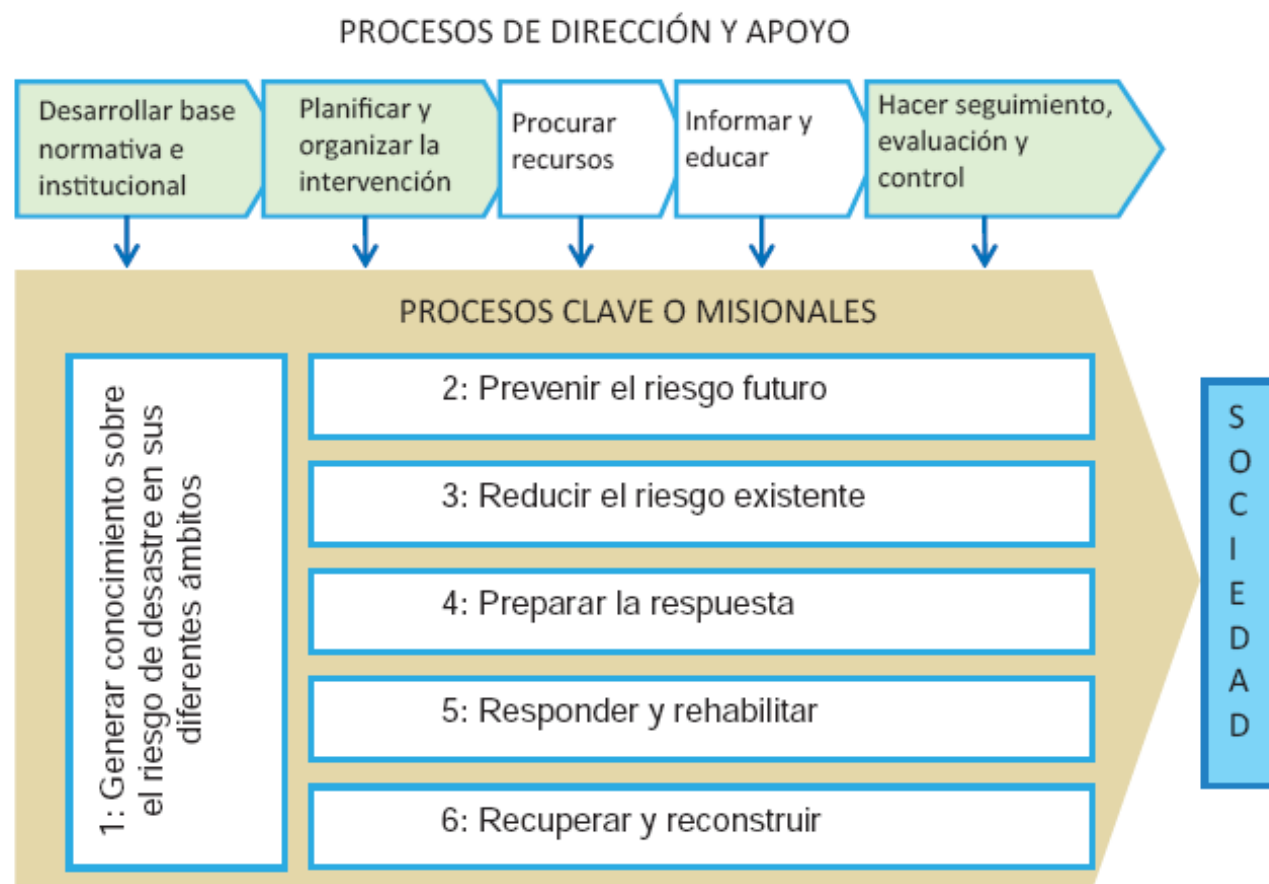 PROCESOS DE DIRECCIÓN Y APOYO
Desarrollar base
normativa e
institucional
Planificar y
organizar la
intervención
Procurar
recursos
Informar y
educar
Hacer seguimiento,
evaluación y
control
PROCESOS CLAVE O MISIONALES
1: Generar conocimiento sobre
el riesgo de desastre en sus
diferentes ámbitos
2: Prevenir el riesgo futuro
3: Reducir el riesgo existente
4: Preparar la respuesta
5: Responder y rehabilitar
6: Recuperar y reconstruir
S
O
C
I
E
D
A
D